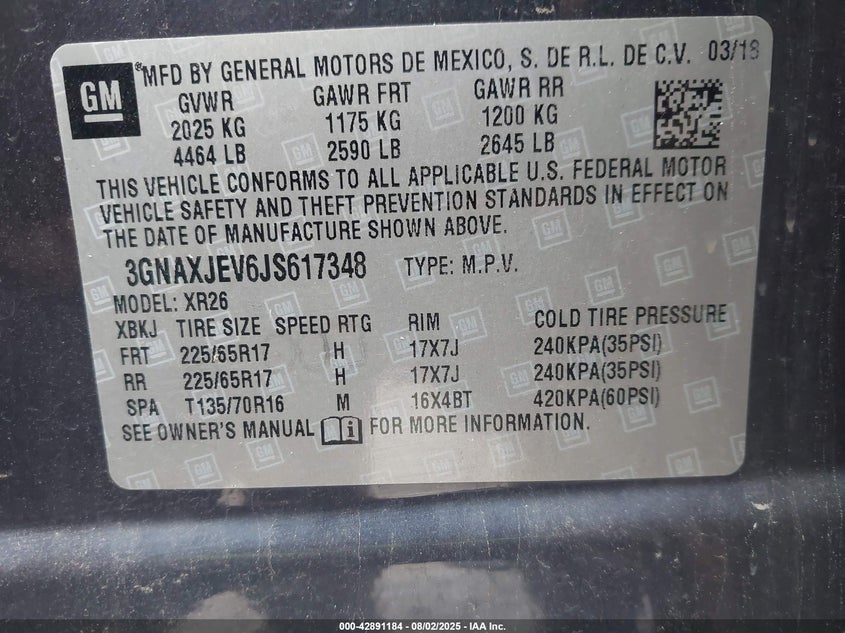 GM
® MFD BY GENERAL MOTORS DE MEXICO, S. DE R.L. DE C.V. 03/18
GVWR GAWR FRT GAWR RR
2025 KG 1175 KG 1200 KG
4464 LB 2590 LB 2645 LB
THIS VEHICLE CONFORMS TO ALL APPLICABLE U.S. FEDERAL MOTOR
VEHICLE SAFETY AND THEFT PREVENTION STANDARDS IN EFFECT ON
THE DATE OF MANUFACTURE SHOWN ABOVE.
3GNAXJEV6JS617348 TYPE: M.P.V.
MODEL: XR26
XBKJ TIRE SIZE SPEED RTG RIM COLD TIRE PRESSURE
FRT 225/65R17 H 17X7J 240KPA(35PSI)
RR 225/65R17 H 17X7J 240KPA(35PSI)
SPA T135/70R16 M 16X4BT 420KPA(60PSI)
SEE OWNER'S MANUAL FOR MORE INFORMATION.
000-42891184 - 08/02/2025 - IAA Inc.